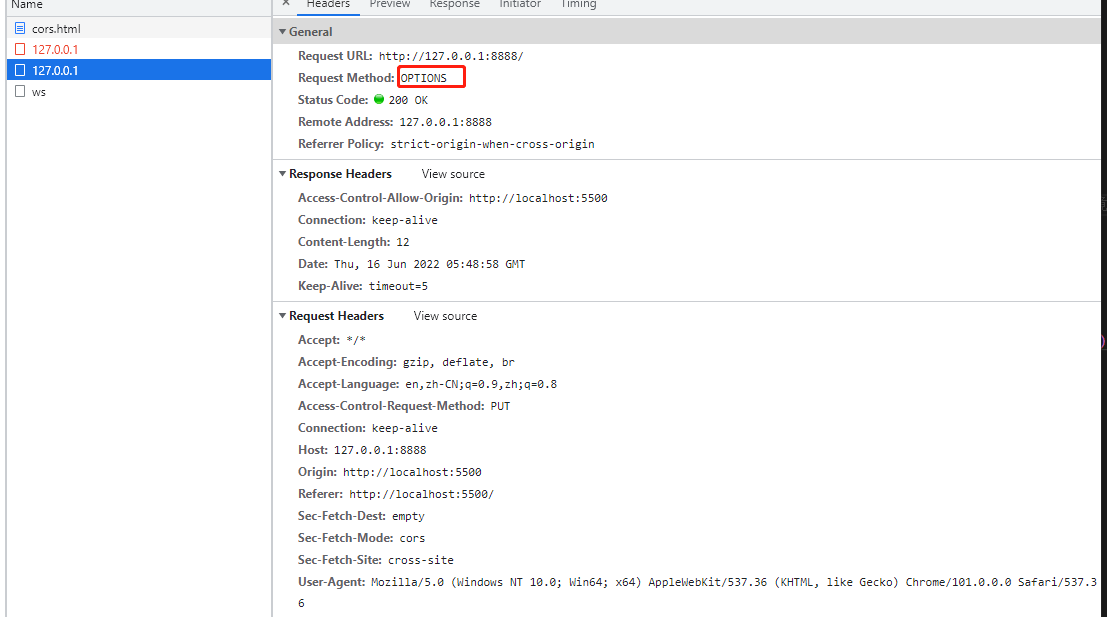 Name
× Headers Preview Response Initiator Timing
cors.html
127.0.0.1
127.0.0.1
ws
General
Request URL: http://127.0.0.1:8888/
Request Method: OPTIONS
Status Code: 200 OK
Remote Address: 127.0.0.1:8888
Referrer Policy: strict-origin-when-cross-origin
Response Headers View source
Access-Control-Allow-Origin: http://localhost:5500
Connection: keep-alive
Content-Length: 12
Date: Thu, 16 Jun 2022 05:48:58 GMT
Keep-Alive: timeout=5
Request Headers View source
Accept: */*
Accept-Encoding: gzip, deflate, br
Accept-Language: en,zh-CN;q=0.9,zh;q=0.8
Access-Control-Request-Method: PUT
Connection: keep-alive
Host: 127.0.0.1:8888
Origin: http://localhost:5500
Referer: http://localhost:5500/
Sec-Fetch-Dest: empty
Sec-Fetch-Mode: cors
Sec-Fetch-Site: cross-site
User-Agent: Mozilla/5.0 (Windows NT 10.0; Win64; x64) AppleWebKit/537.36 (KHTML, like Gecko) Chrome/101.0.0.0 Safari/537.3
6